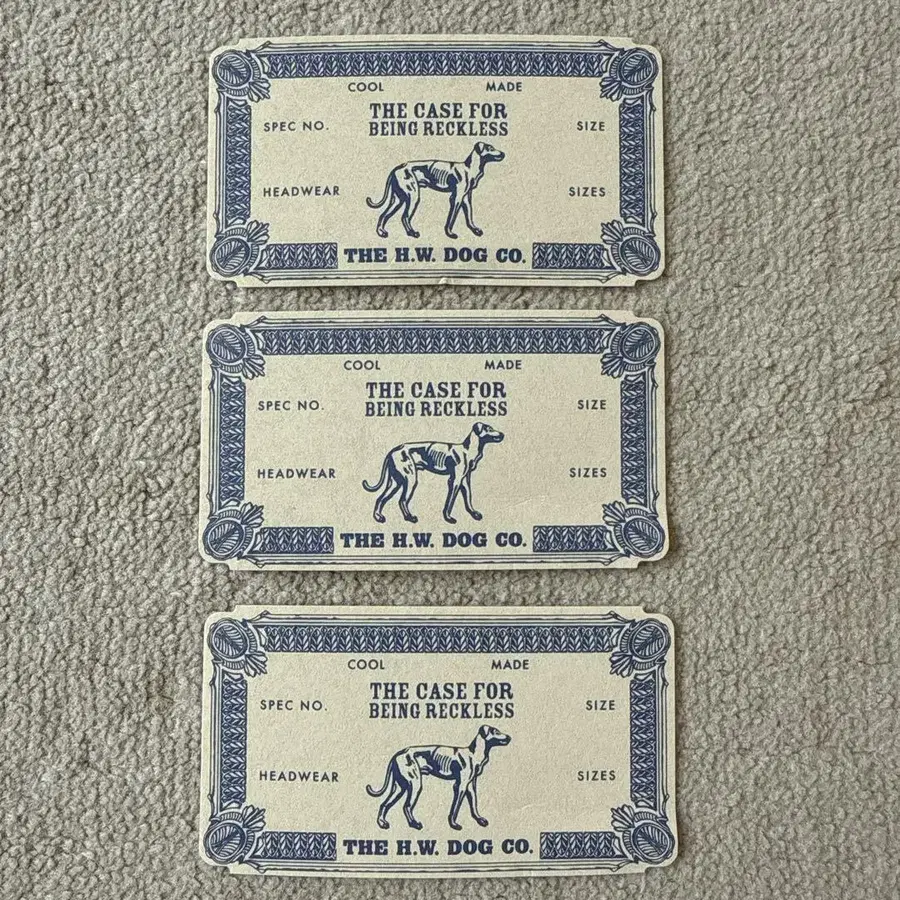 COOL MADE
THE CASE FOR
SPEC NO. BEING RECKLESS SIZE
HEADWEAR SIZES
THE H.W. DOG CO.
COOL MADE
THE CASE FOR
SPEC NO. BEING RECKLESS SIZE
HEADWEAR SIZES
THE H.W. DOG CO.
COOL MADE
THE CASE FOR
SPEC NO. BEING RECKLESS SIZE
HEADWEAR SIZES
THE H.W. DOG CO.